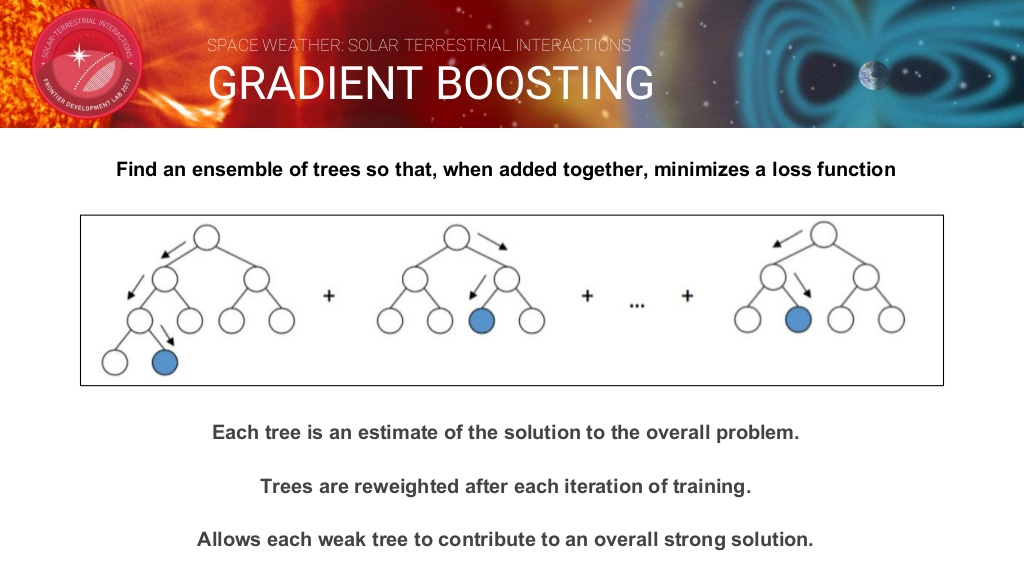 SOLAR-TERRESTRIAL INTERACTIONS
FRONTIER DEVELOPMENT LAB 2017
SPACE WEATHER: SOLAR TERRESTRIAL INTERACTIONS
GRADIENT BOOSTING
Find an ensemble of trees so that, when added together, minimizes a loss function
+ + ... +
Each tree is an estimate of the solution to the overall problem.
Trees are reweighted after each iteration of training.
Allows each weak tree to contribute to an overall strong solution.